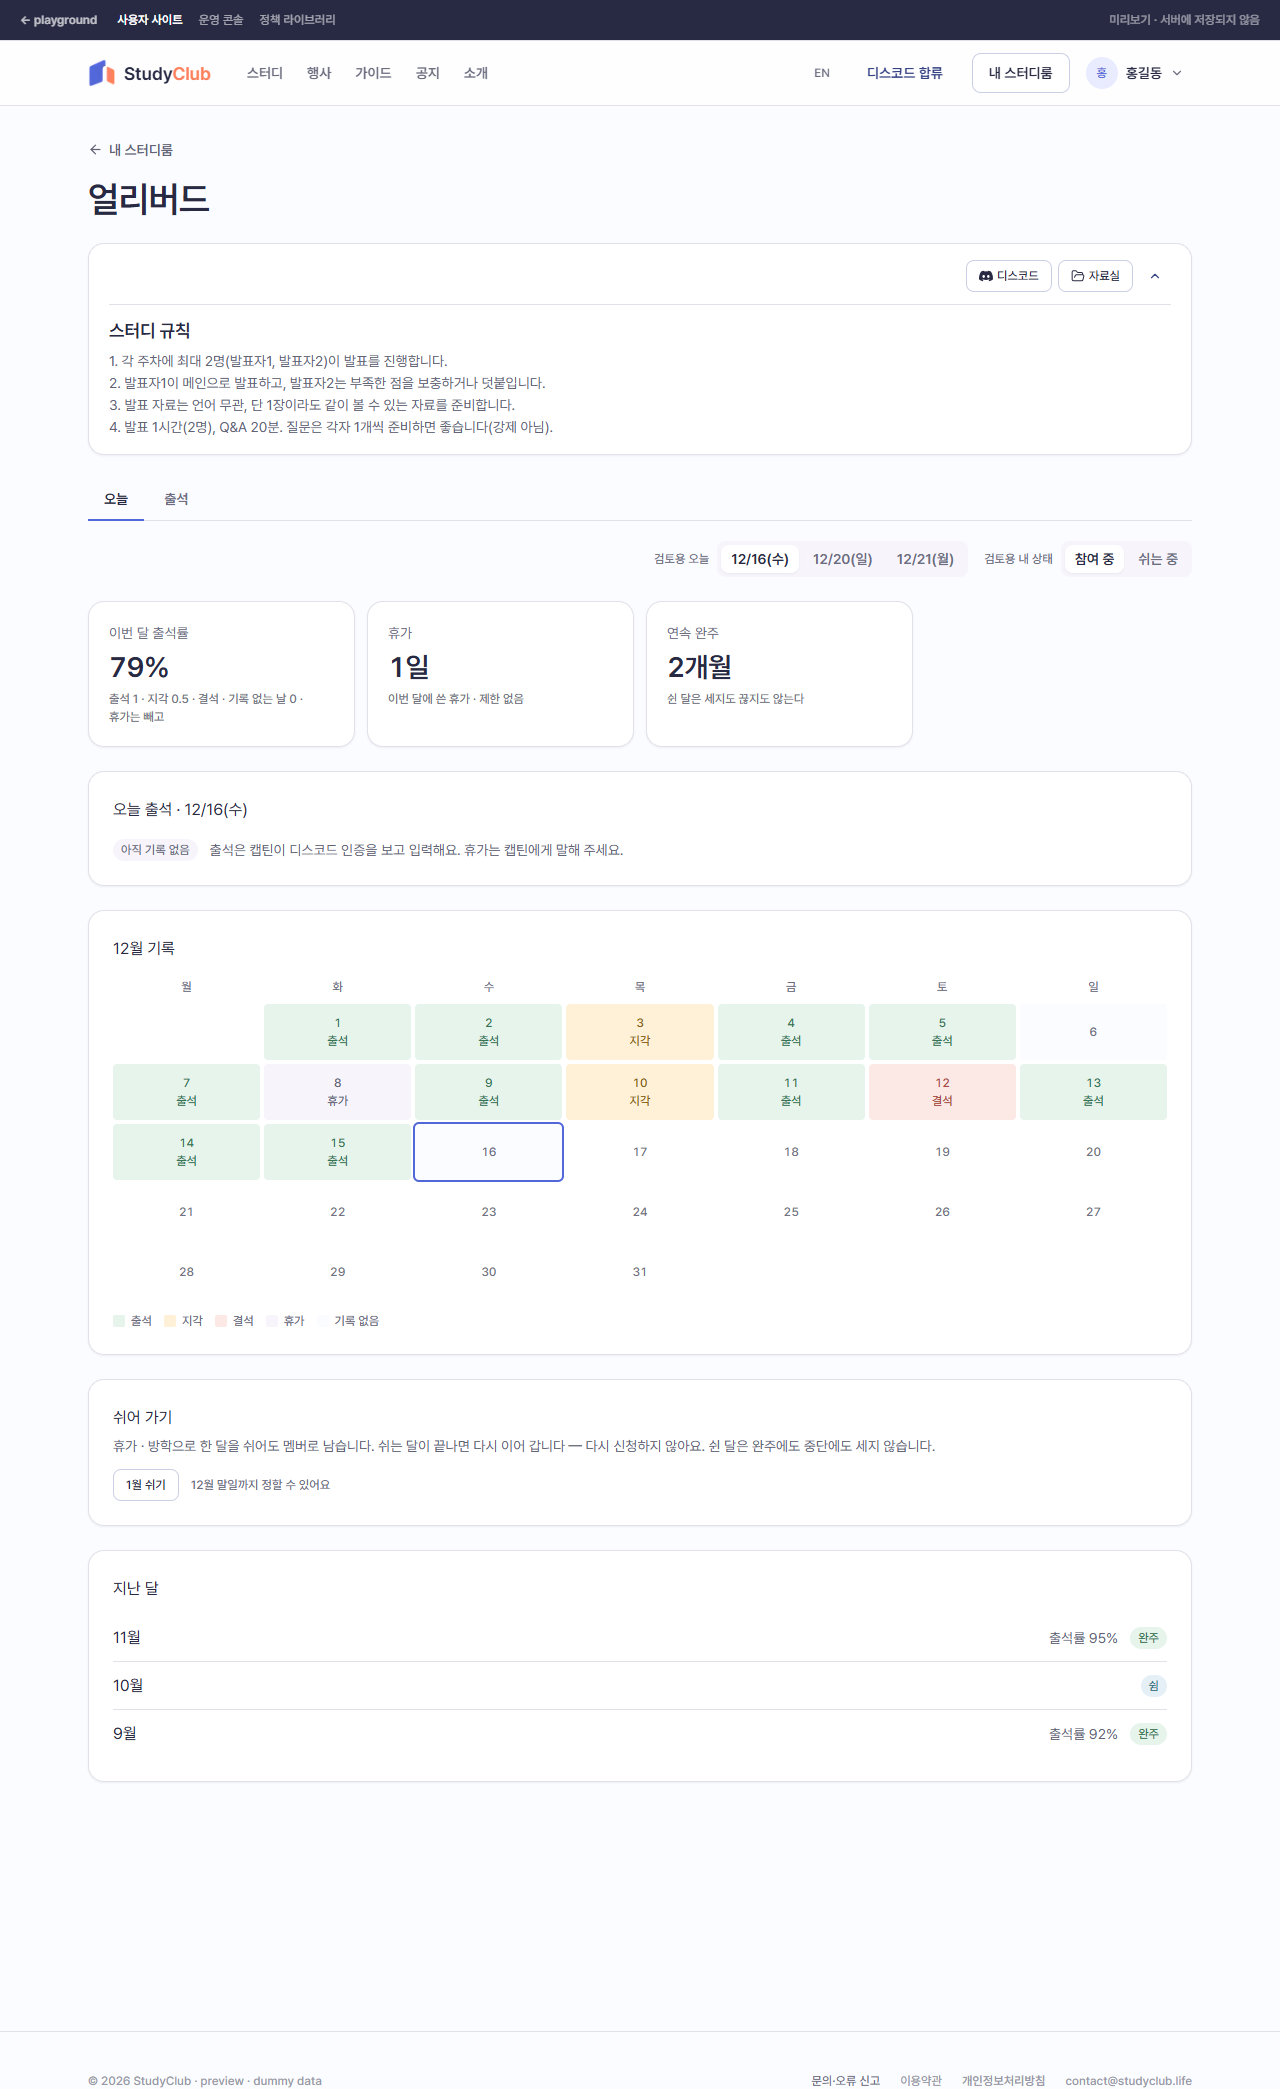 ← playground 사용자 사이트 운영 콘솔 정책 라이브러리 미리보기 · 서버에 저장되지 않음
StudyClub 스터디 행사 가이드 공지 소개 EN 디스코드 합류 내 스터디룸 홍 홍길동
← 내 스터디룸
얼리버드
디스코드 자료실
스터디 규칙
1. 각 주차에 최대 2명(발표자1, 발표자2)이 발표를 진행합니다.
2. 발표자1이 메인으로 발표하고, 발표자2는 부족한 점을 보충하거나 덧붙입니다.
3. 발표 자료는 언어 무관, 단 1장이라도 같이 볼 수 있는 자료를 준비합니다.
4. 발표 1시간(2명), Q&A 20분. 질문은 각자 1개씩 준비하면 좋습니다(강제 아님).
오늘 출석
검토용 오늘 12/16(수) 12/20(일) 12/21(월) 검토용 내 상태 참여 중 쉬는 중
이번 달 출석률
79%
출석 1 · 지각 0.5 · 결석 · 기록 없는 날 0 ·
휴가는 빼고
휴가
1일
이번 달에 쓴 휴가 · 제한 없음
연속 완주
2개월
쉰 달은 세지도 끊지도 않는다
오늘 출석 · 12/16(수)
아직 기록 없음 출석은 캡틴이 디스코드 인증을 보고 입력해요. 휴가는 캡틴에게 말해 주세요.
12월 기록
월 화 수 목 금 토 일
1 2 3 4 5 6
출석 출석 지각 출석 출석
7 8 9 10 11 12 13
출석 휴가 출석 지각 출석 결석 출석
14 15 16 17 18 19 20
출석 출석
21 22 23 24 25 26 27
28 29 30 31
출석 지각 결석 휴가 기록 없음
쉬어 가기
휴가 · 방학으로 한 달을 쉬어도 멤버로 남습니다. 쉬는 달이 끝나면 다시 이어 갑니다 — 다시 신청하지 않아요. 쉰 달은 완주에도 중단에도 세지 않습니다.
1월 쉬기 12월 말일까지 정할 수 있어요
지난 달
11월 출석률 95% 완주
10월 쉼
9월 출석률 92% 완주
© 2026 StudyClub · preview · dummy data 문의·오류 신고 이용약관 개인정보처리방침 contact@studyclub.life